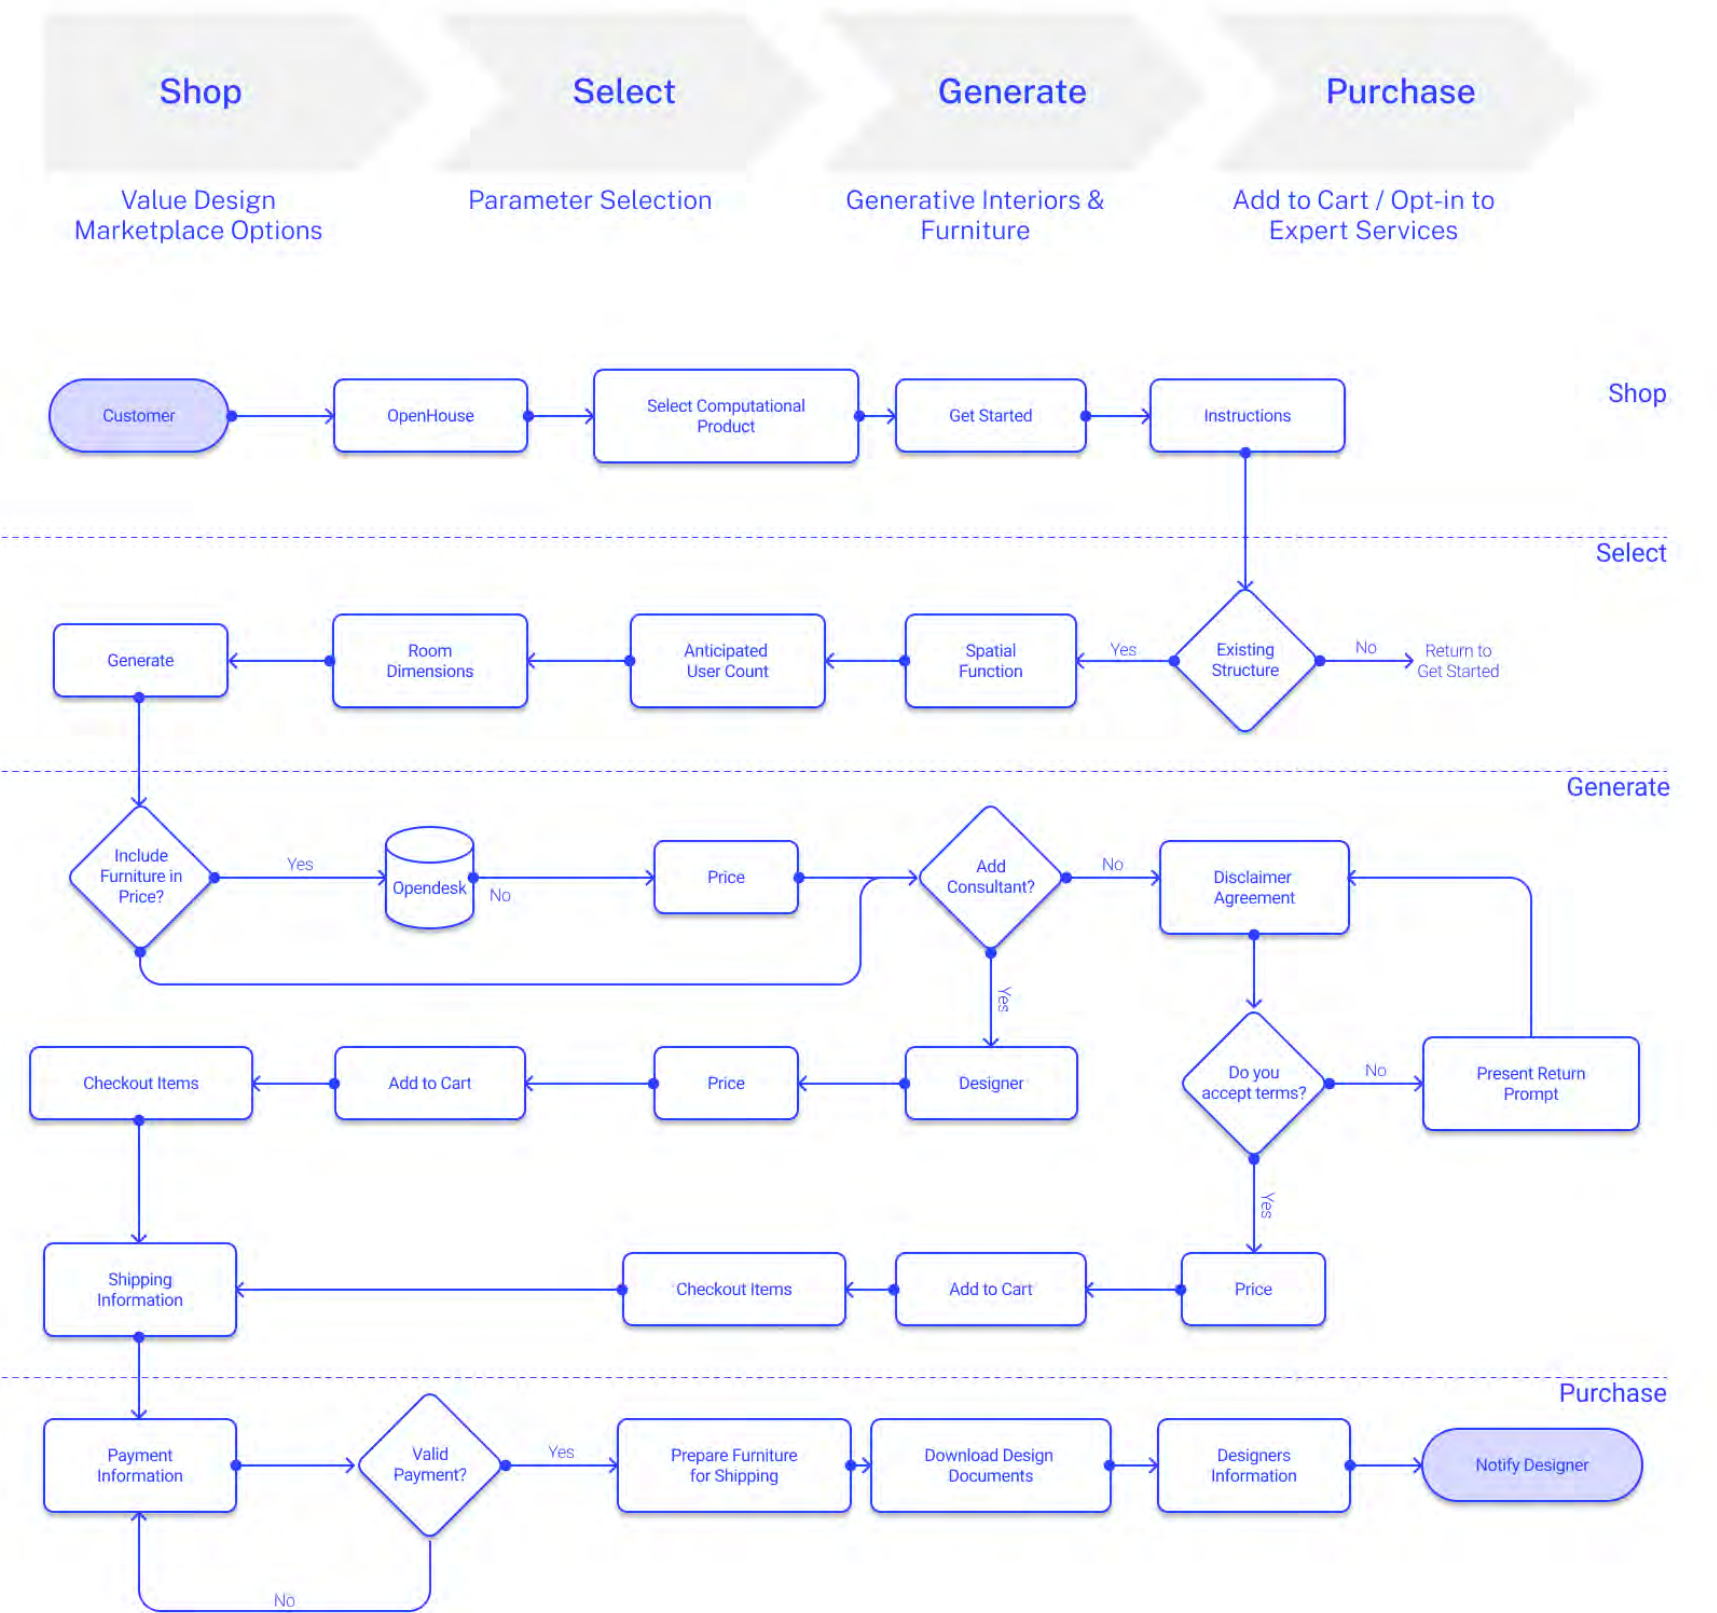 Shop
Select
Generate
Purchase
Value Design
Marketplace Options
Parameter Selection
Generative Interiors &
Furniture
Add to Cart / Opt-in to
Expert Services
Shop
Customer
OpenHouse
Select Computational
Product
Get Started
Instructions
Select
Generate
Room
Dimensions
Anticipated
User Count
Spatial
Function
Yes
Existing
Structure
No
Return to
Get Started
Generate
Include
Furniture in
Price?
Yes
Opendesk
No
Price
Add
Consultant?
No
Disclaimer
Agreement
Yes
Checkout Items
Add to Cart
Price
Designer
Do you
accept terms?
No
Present Return
Prompt
Yes
Shipping
Information
Checkout Items
Add to Cart
Price
Purchase
Payment
Information
Valid
Payment?
Yes
Prepare Furniture
for Shipping
Download Design
Documents
Designers
Information
Notify Designer
No